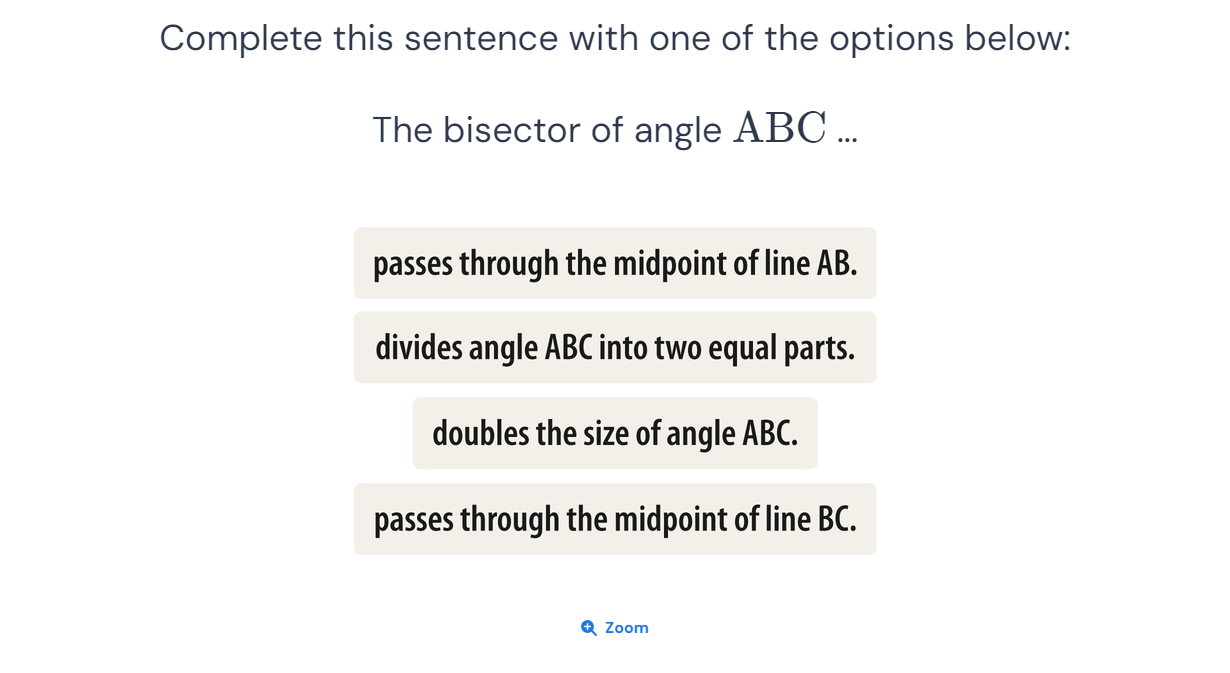 Complete this sentence with one of the options below:
The bisector of angle ABC ...
passes through the midpoint of line AB.
divides angle ABC into two equal parts.
doubles the size of angle ABC.
passes through the midpoint of line BC.
Zoom